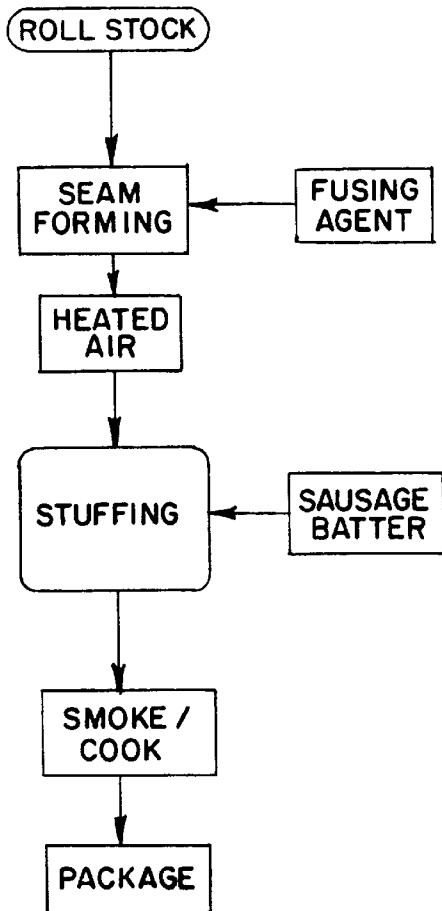 ROLL STOCK
SEAM
FORMING
FUSING
AGENT
HEATED
AIR
STUFFING
SAUSAGE
BATTER
SMOKE /
COOK
PACKAGE